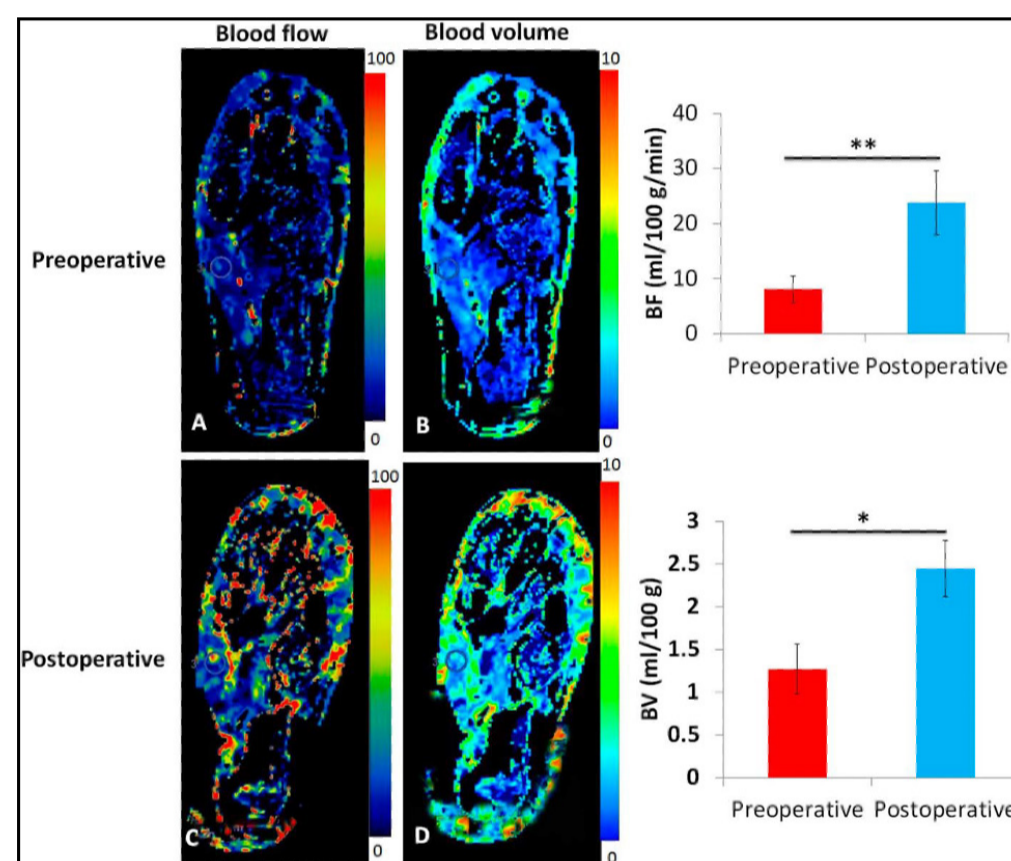 Blood flow
Blood volume
Preoperative
100
0
A
10
0
B
40
30
20
10
0
BF (ml/100 g/min)
**
Preoperative Postoperative
Postoperative
100
0
C
10
0
D
3
2.5
2
1.5
1
0.5
0
BV (ml/100 g)
*
Preoperative Postoperative